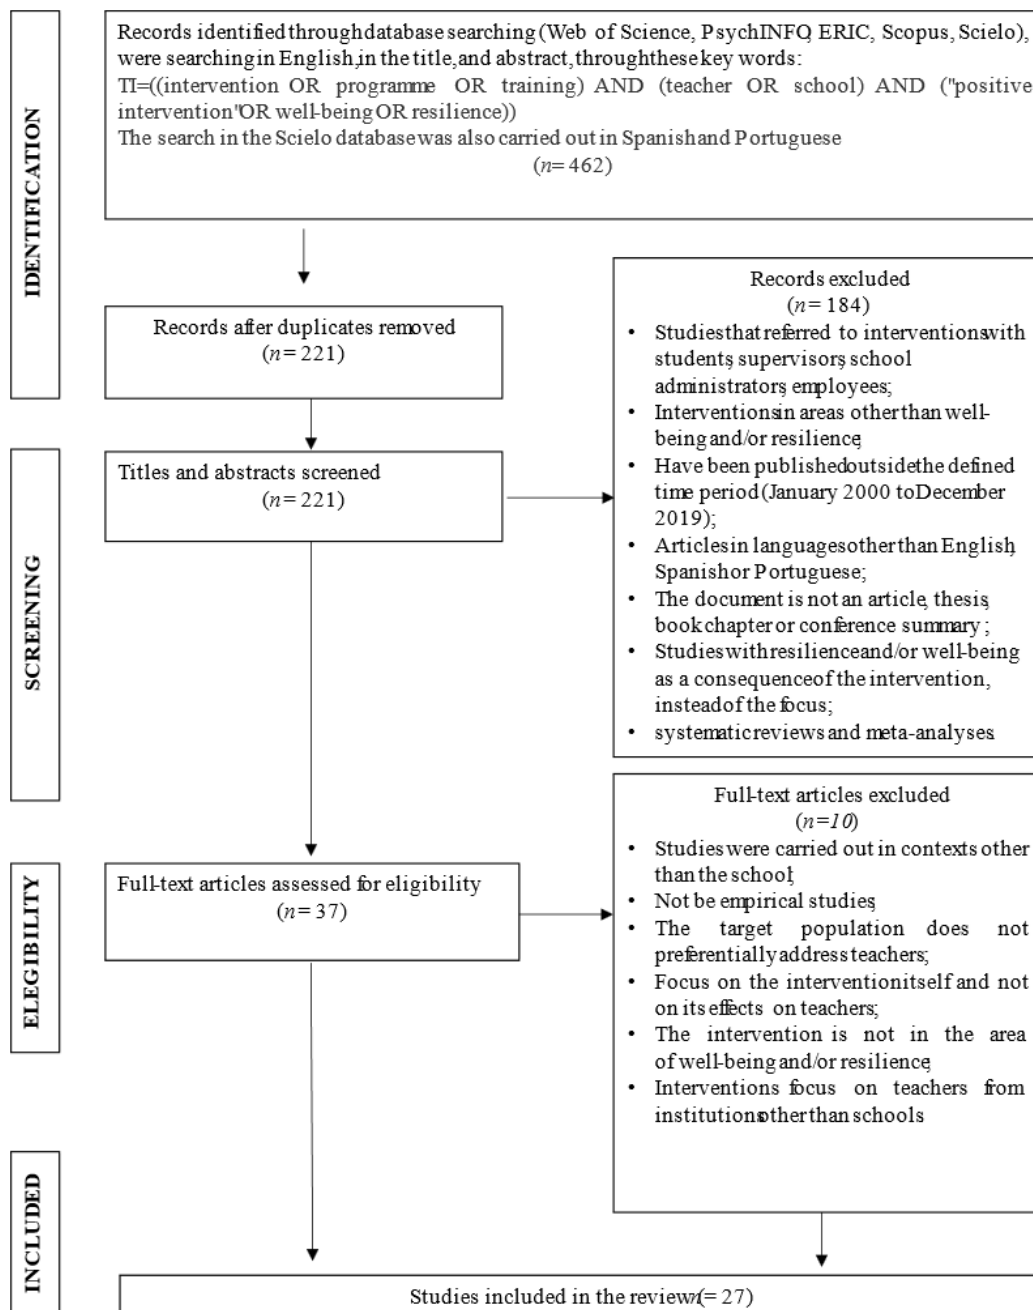 IDENTIFICATION
Records identified through database searching (Web of Science, PsychINFO, ERIC, Scopus, Scielo),
were searching in English, in the title, and abstract, through these key words:
TI=((intervention OR programme OR training) AND (teacher OR school) AND ("positive
intervention" OR well-being OR resilience))
The search in the Scielo database was also carried out in Spanish and Portuguese
(n= 462)
Records after duplicates removed
(n= 221)
SCREENING
Titles and abstracts screened
(n= 221)
Records excluded
(n= 184)
• Studies that referred to interventions with
students, supervisors, school
administrators, employees;
• Interventions in areas other than well-
being and/or resilience;
• Have been published outside the defined
time period (January 2000 to December
2019);
• Articles in languages other than English,
Spanish or Portuguese;
• The document is not an article, thesis,
book chapter or conference summary ;
• Studies with resilience and/or well-being
as a consequence of the intervention,
instead of the focus;
• systematic reviews and meta-analyses.
ELEGIBILITY
Full-text articles assessed for eligibility
(n= 37)
Full-text articles excluded
(n=10)
• Studies were carried out in contexts other
than the school;
• Not be empirical studies;
• The target population does not
preferentially address teachers;
• Focus on the intervention itself and not
on its effects on teachers;
• The intervention is not in the area
of well-being and/or resilience;
• Interventions focus on teachers from
institutions other than schools.
INCLUDED
Studies included in the review (n= 27)